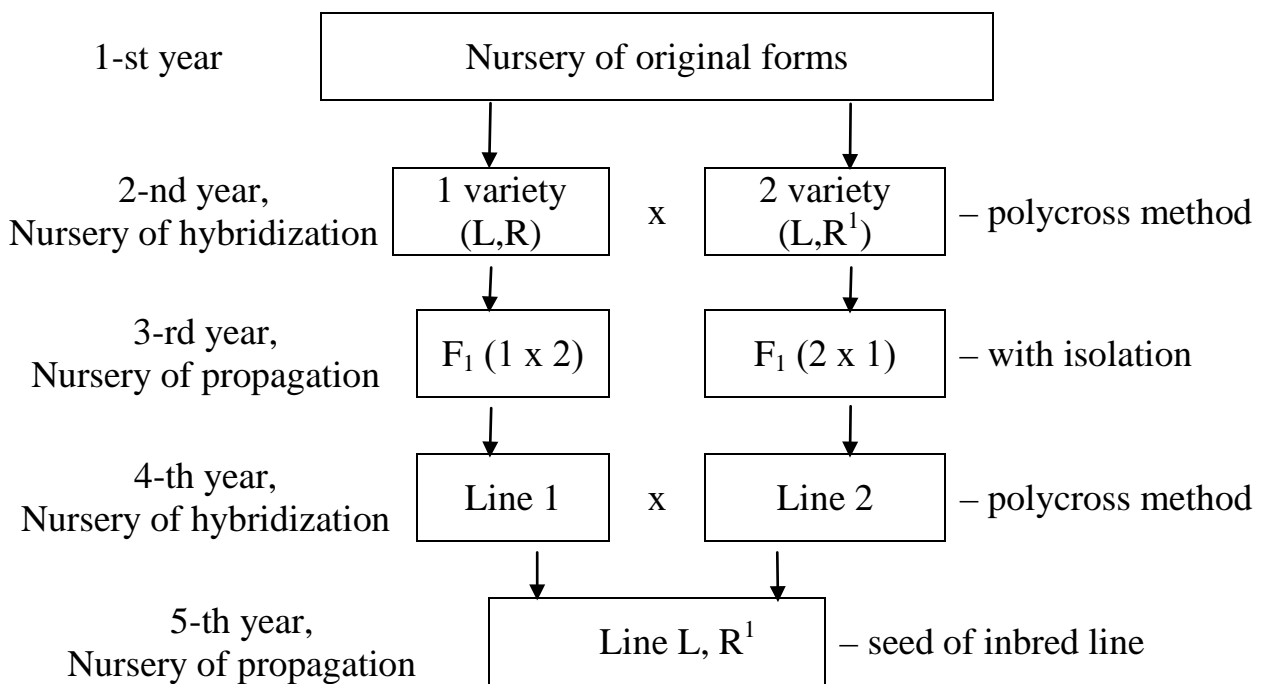 1-st year
Nursery of original forms
2-nd year,
Nursery of hybridization
1 variety
(L,R)
x
2 variety
(L,R¹)
– polycross method
3-rd year,
Nursery of propagation
F₁ (1 x 2)
F₁ (2 x 1)
– with isolation
4-th year,
Nursery of hybridization
Line 1
x
Line 2
– polycross method
5-th year,
Nursery of propagation
Line L, R¹
– seed of inbred line